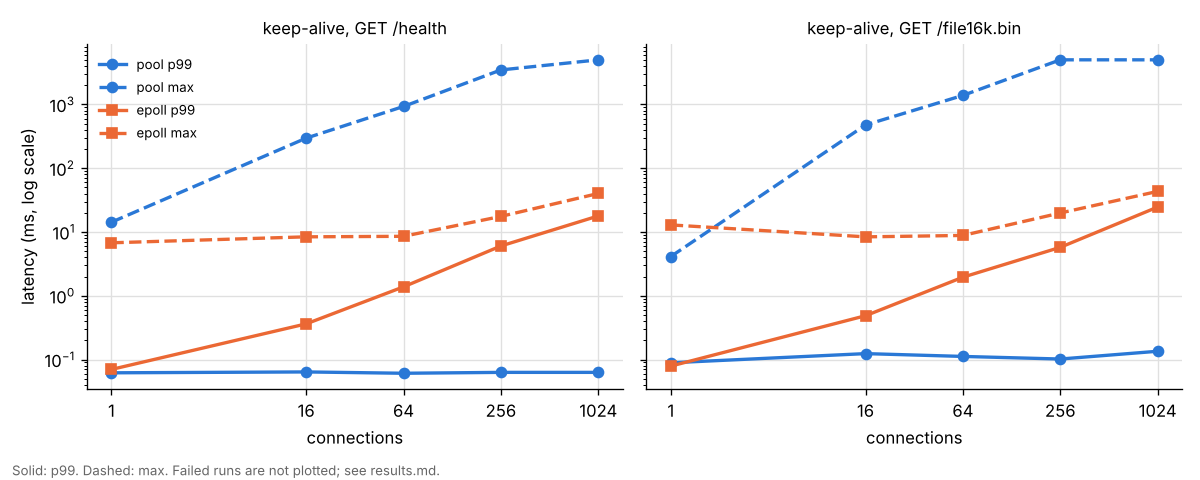 keep-alive, GET /health
keep-alive, GET /file16k.bin
pool p99
pool max
epoll p99
epoll max
latency (ms, log scale)
10³
10²
10¹
10⁰
10⁻¹
1 16 64 256 1024
1 16 64 256 1024
connections
connections
Solid: p99. Dashed: max. Failed runs are not plotted; see results.md.